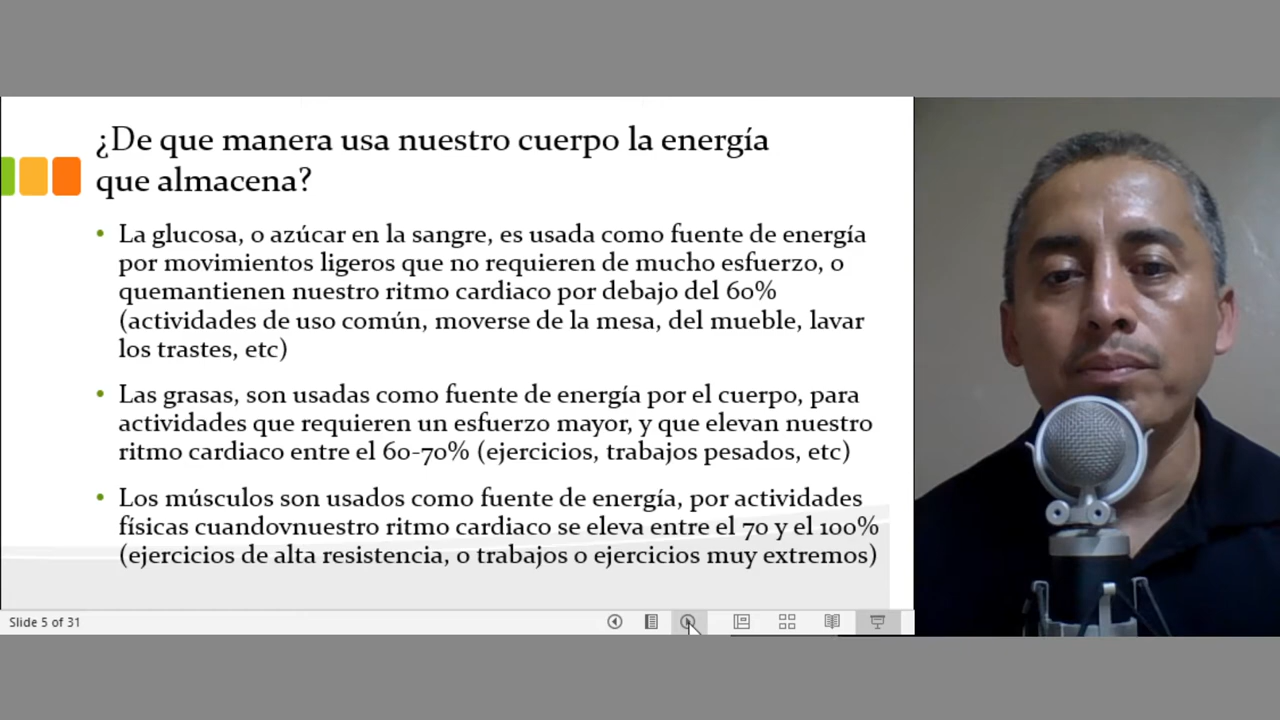 ¿De que manera usa nuestro cuerpo la energía
que almacena?
• La glucosa, o azúcar en la sangre, es usada como fuente de energía
por movimientos ligeros que no requieren de mucho esfuerzo, o
quemantienen nuestro ritmo cardiaco por debajo del 60%
(actividades de uso común, moverse de la mesa, del mueble, lavar
los trastes, etc)
• Las grasas, son usadas como fuente de energía por el cuerpo, para
actividades que requieren un esfuerzo mayor, y que elevan nuestro
ritmo cardiaco entre el 60-70% (ejercicios, trabajos pesados, etc)
• Los músculos son usados como fuente de energía, por actividades
físicas cuandovnuestro ritmo cardiaco se eleva entre el 70 y el 100%
(ejercicios de alta resistencia, o trabajos o ejercicios muy extremos)
Slide 5 of 31